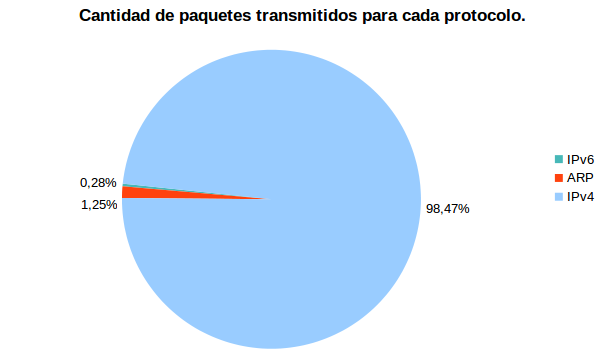 Cantidad de paquetes transmitidos para cada protocolo.
0,28%
1,25%
98,47%
IPv6
ARP
IPv4